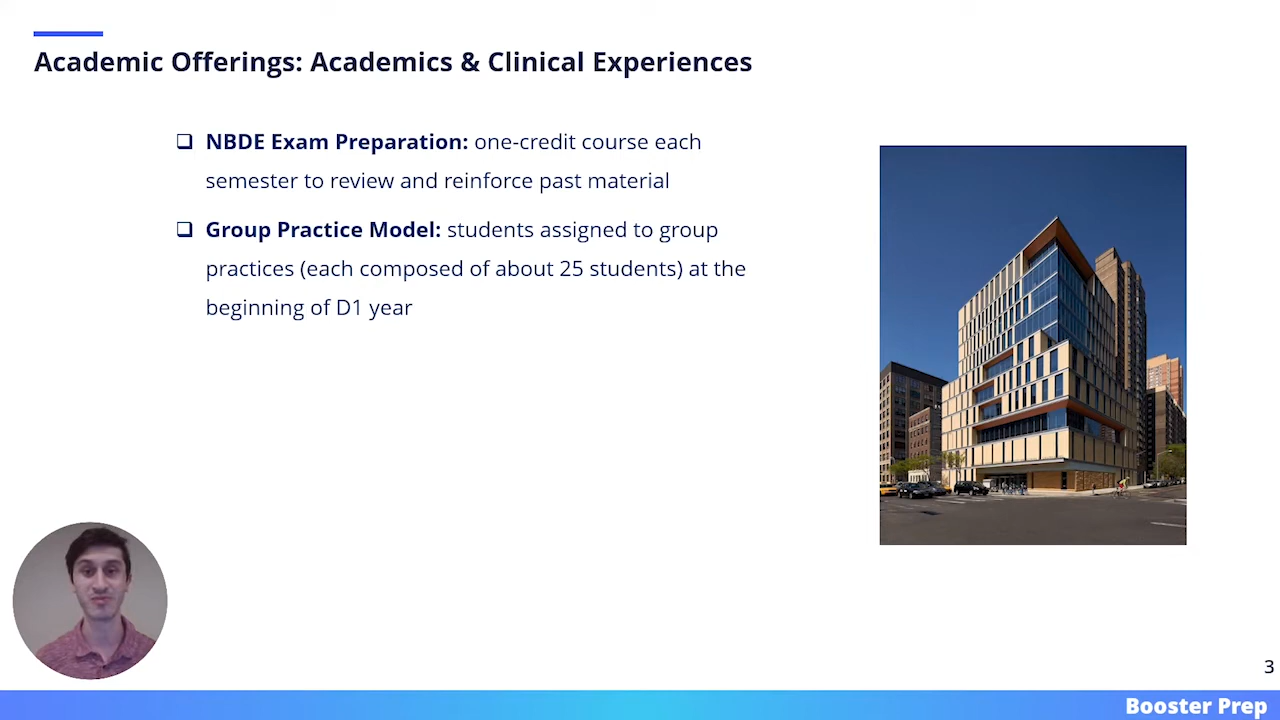 Academic Offerings: Academics & Clinical Experiences
❑ NBDE Exam Preparation: one-credit course each
semester to review and reinforce past material
❑ Group Practice Model: students assigned to group
practices (each composed of about 25 students) at the
beginning of D1 year
3
Booster Prep